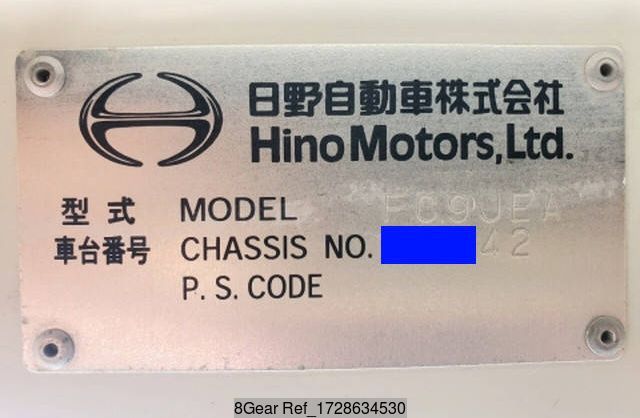 日野自動車株式会社
Hino Motors, Ltd.
型式 MODEL FC9JEA
車台番号 CHASSIS NO. 42
P. S. CODE
8Gear Ref_1728634530